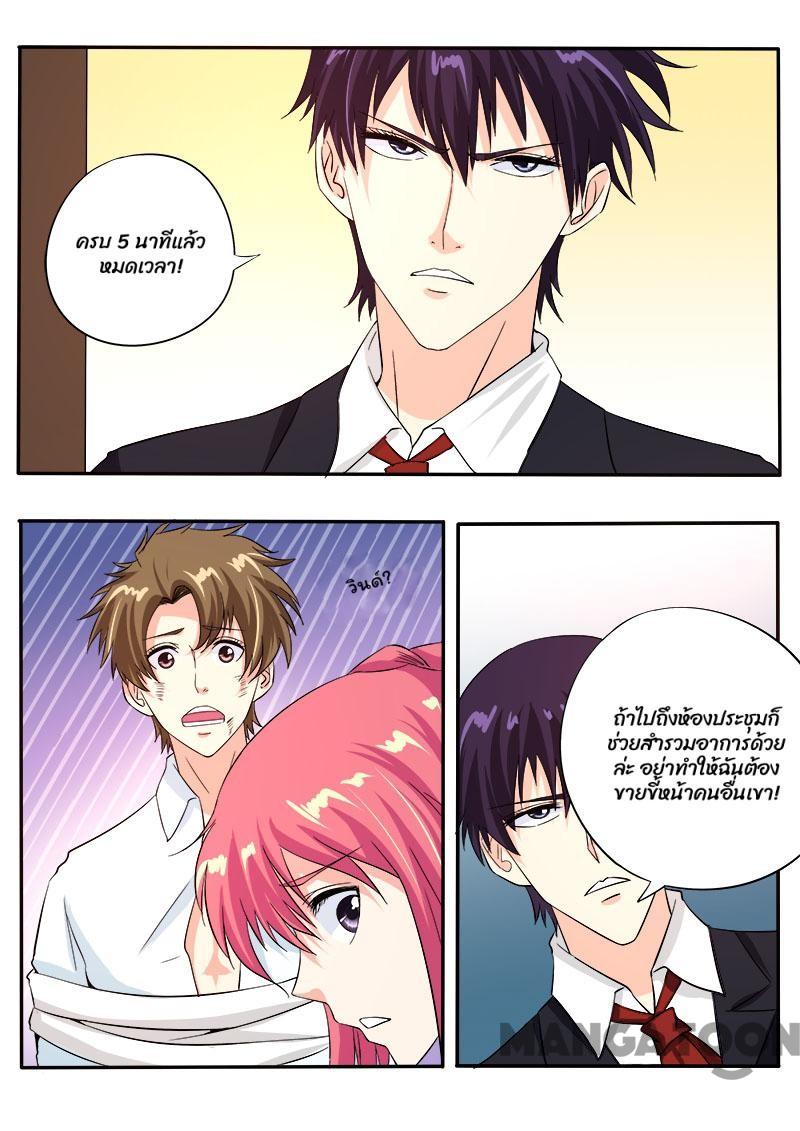 ครบ 5 นาทีแล้ว
หมดเวลา!
วินด์?
ถ้าไปถึงห้องประชุมก็
ช่วยสำรวมอาการด้วย
ล่ะ อย่าทำให้ฉันต้อง
ขายขี้หน้าคนอื่นเขา!
MANGATOON